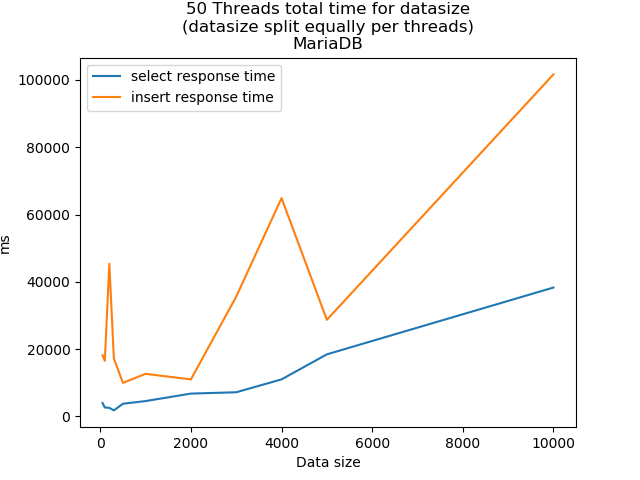 50 Threads total time for datasize
(datasize split equally per threads)
MariaDB
select response time
insert response time
100000
80000
60000
40000
20000
0
ms
0 2000 4000 6000 8000 10000
Data size